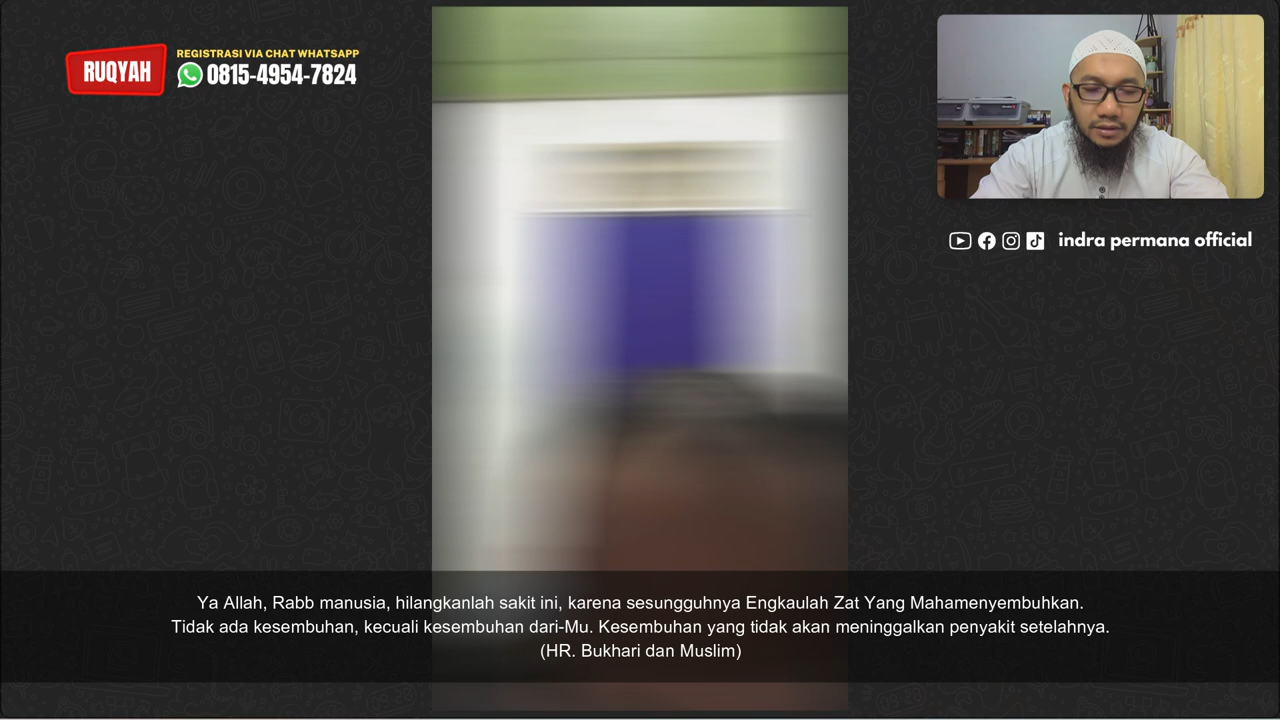 RUQYAH
REGISTRASI VIA CHAT WHATSAPP
0815-4954-7824
indra permana official
Ya Allah, Rabb manusia, hilangkanlah sakit ini, karena sesungguhnya Engkaulah Zat Yang Mahamenyembuhkan.
Tidak ada kesembuhan, kecuali kesembuhan dari-Mu. Kesembuhan yang tidak akan meninggalkan penyakit setelahnya.
(HR. Bukhari dan Muslim)